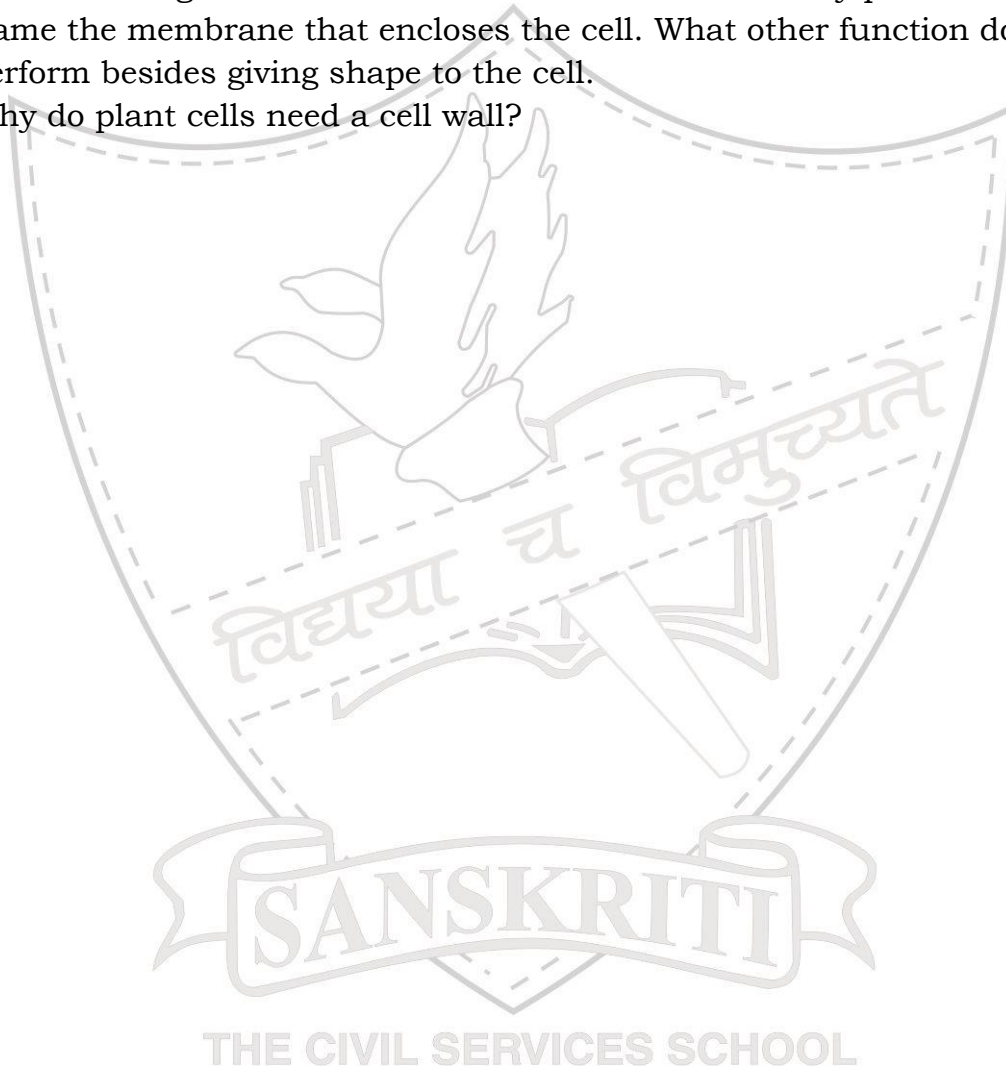 ame the membrane that encloses the cell. What other function do
erform besides giving shape to the cell.
hy do plant cells need a cell wall?
विद्यया च विमुच्यते
SANSKRITI
THE CIVIL SERVICES SCHOOL